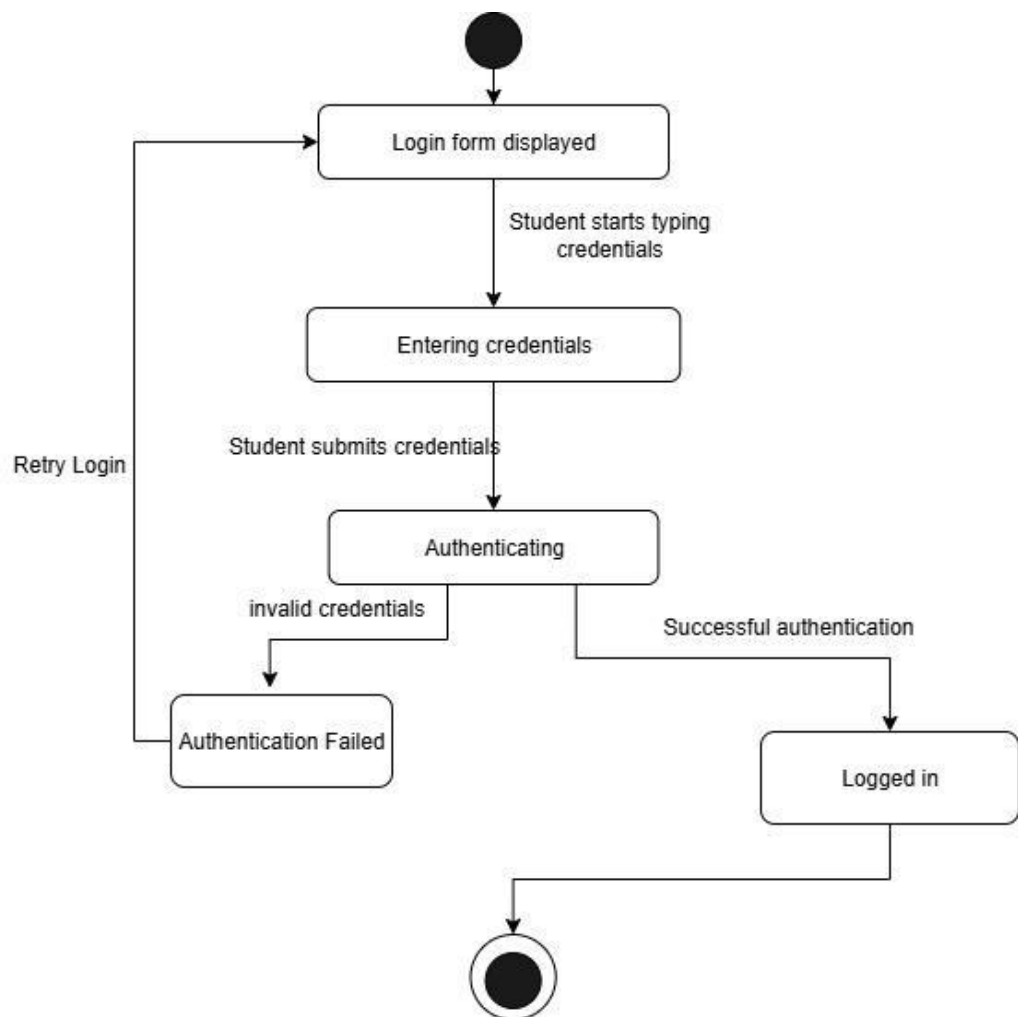 Login form displayed
Student starts typing
credentials
Entering credentials
Student submits credentials
Retry Login
Authenticating
invalid credentials
Successful authentication
Authentication Failed
Logged in